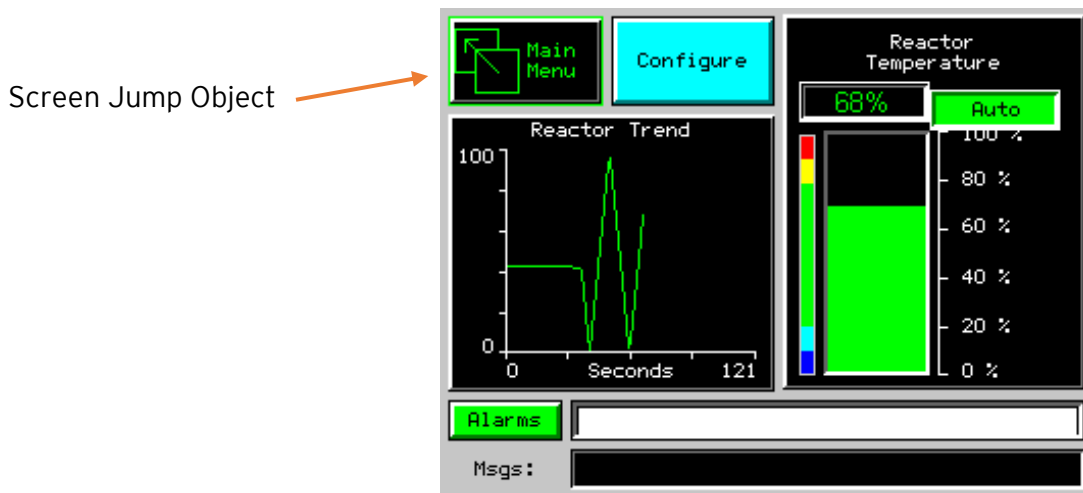 Screen Jump Object
Main
Menu
Configure
Reactor
Temperature
68%
Auto
Reactor Trend
100
0
0 Seconds 121
100 %
80 %
60 %
40 %
20 %
0 %
Alarms
Msgs: